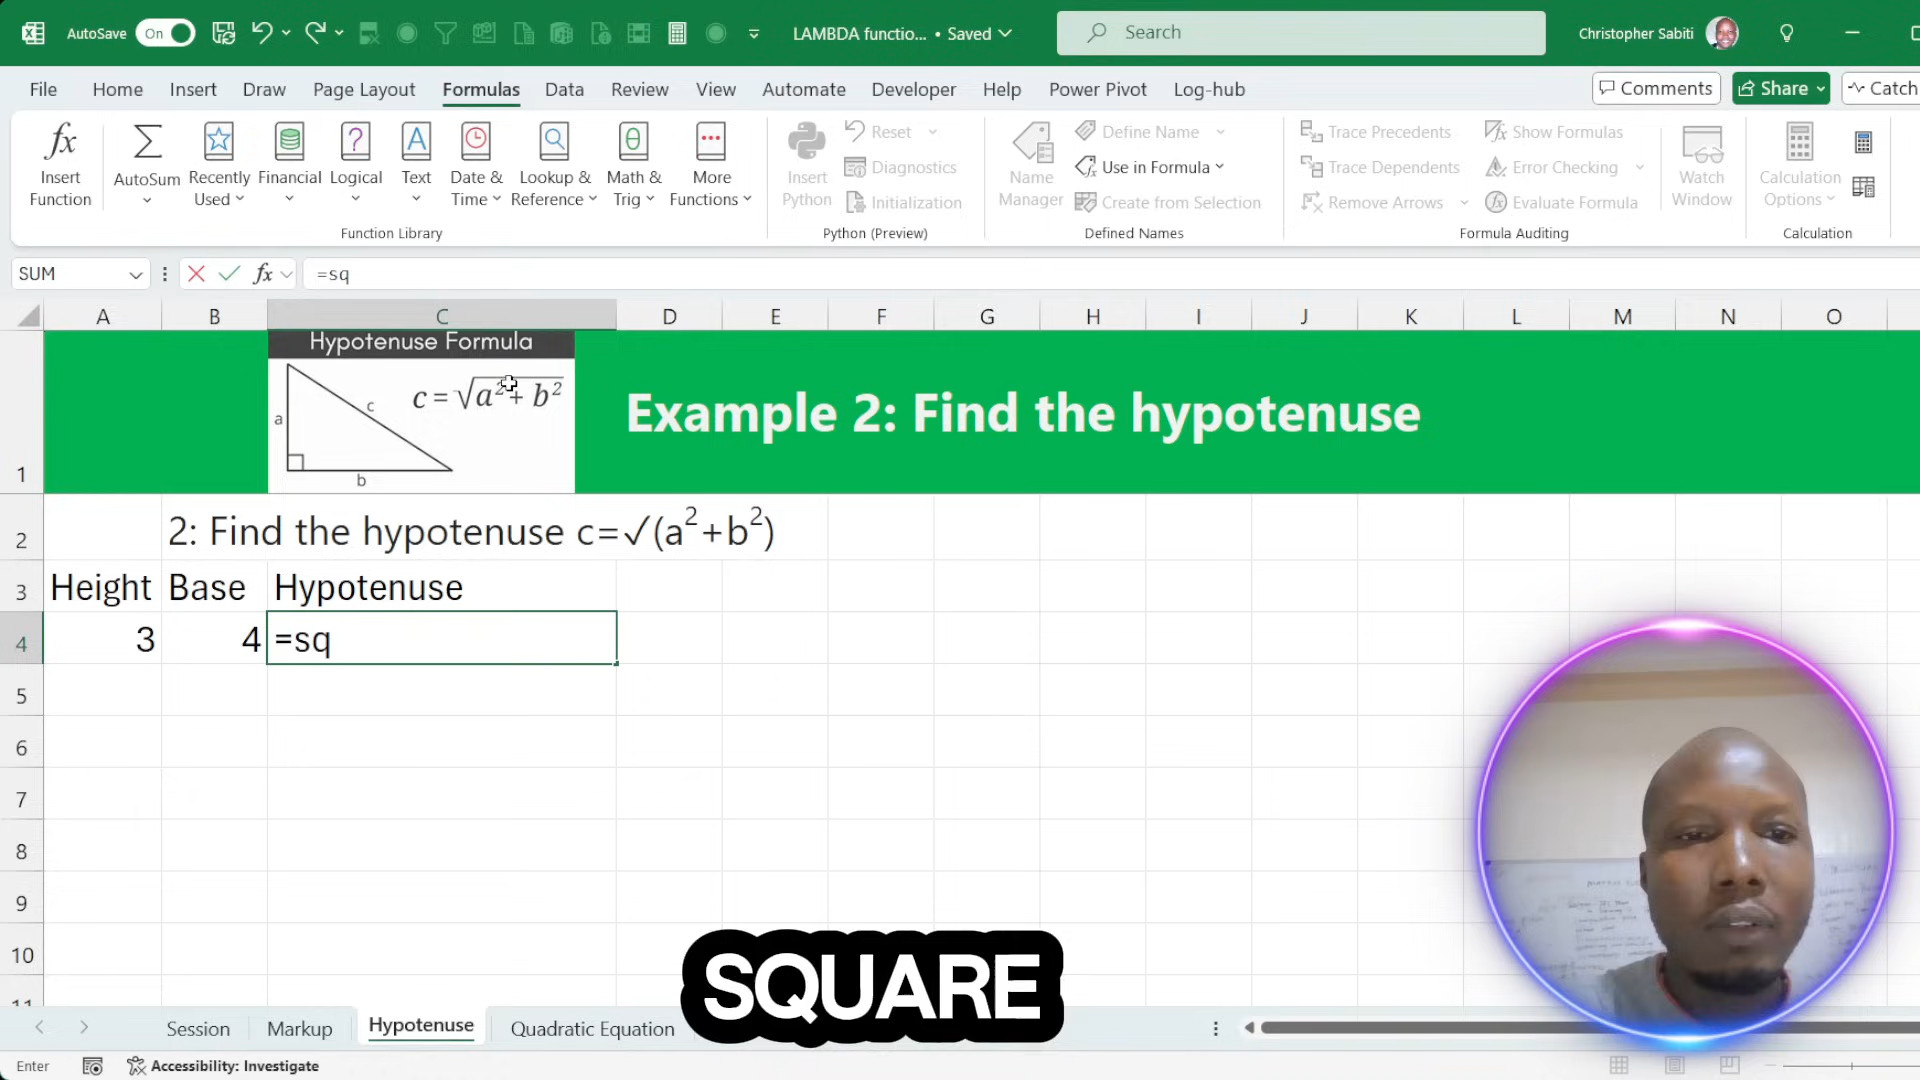 AutoSave On LAMBDA functio... • Saved Search Christopher Sabiti
File Home Insert Draw Page Layout Formulas Data Review View Automate Developer Help Power Pivot Log-hub Comments Share Catch
Insert Function
AutoSum
Recently Used
Financial
Logical
Text
Date & Time
Lookup & Reference
Math & Trig
More Functions
Function Library
Insert Python
Reset
Diagnostics
Initialization
Python (Preview)
Name Manager
Define Name
Use in Formula
Create from Selection
Defined Names
Trace Precedents
Trace Dependents
Remove Arrows
Show Formulas
Error Checking
Evaluate Formula
Formula Auditing
Watch Window
Calculation Options
Calculation
SUM fx =sq
A B C D E F G H I J K L M N O
Hypotenuse Formula
c = √a²+ b²
a
c
b
Example 2: Find the hypotenuse
1
2 2: Find the hypotenuse c=✓(a²+b²)
3 Height Base Hypotenuse
4 3 4 =sq
5
6
7
8
9
10
11
SQUARE
Session Markup Hypotenuse Quadratic Equation
Enter Accessibility: Investigate